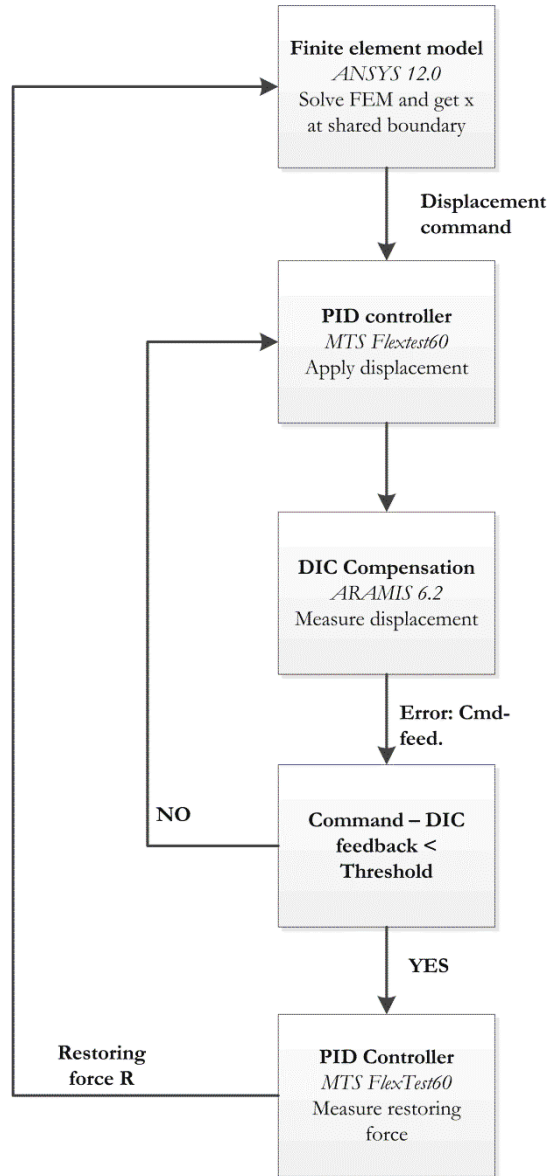 Finite element model
ANSYS 12.0
Solve FEM and get x
at shared boundary
Displacement
command
PID controller
MTS Flextest60
Apply displacement
DIC Compensation
ARAMIS 6.2
Measure displacement
Error: Cmd-
feed.
NO
Command – DIC
feedback <
Threshold
YES
Restoring
force R
PID Controller
MTS FlexTest60
Measure restoring
force